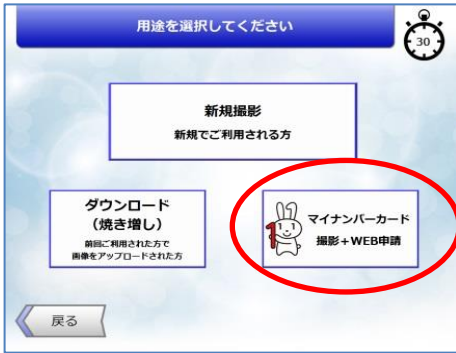 用途を選択してください
30
新規撮影
新規でご利用される方
ダウンロード
(焼き増し)
前回ご利用された方で
画像をアップロードされた方
1
マイナンバーカード
撮影+WEB申請
戻る